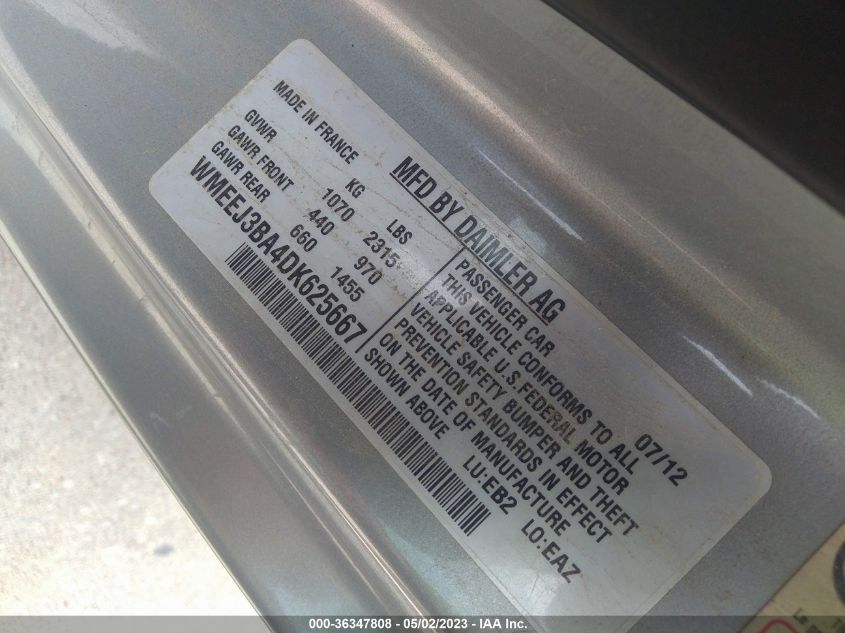 MFD BY DAIMLER AG
07/12
MADE IN FRANCE
KG LBS
GVWR 1070 2315
GAWR FRONT 440 970
GAWR REAR 660 1455
PASSENGER CAR
THIS VEHICLE CONFORMS TO ALL
APPLICABLE U.S.FEDERAL MOTOR
VEHICLE SAFETY BUMPER AND THEFT
PREVENTION STANDARDS IN EFFECT
ON THE DATE OF MANUFACTURE
SHOWN ABOVE
WMEEJ3BA4DK625667
LU:EB2 LO:EAZ
000-36347808 - 05/02/2023 - IAA Inc.